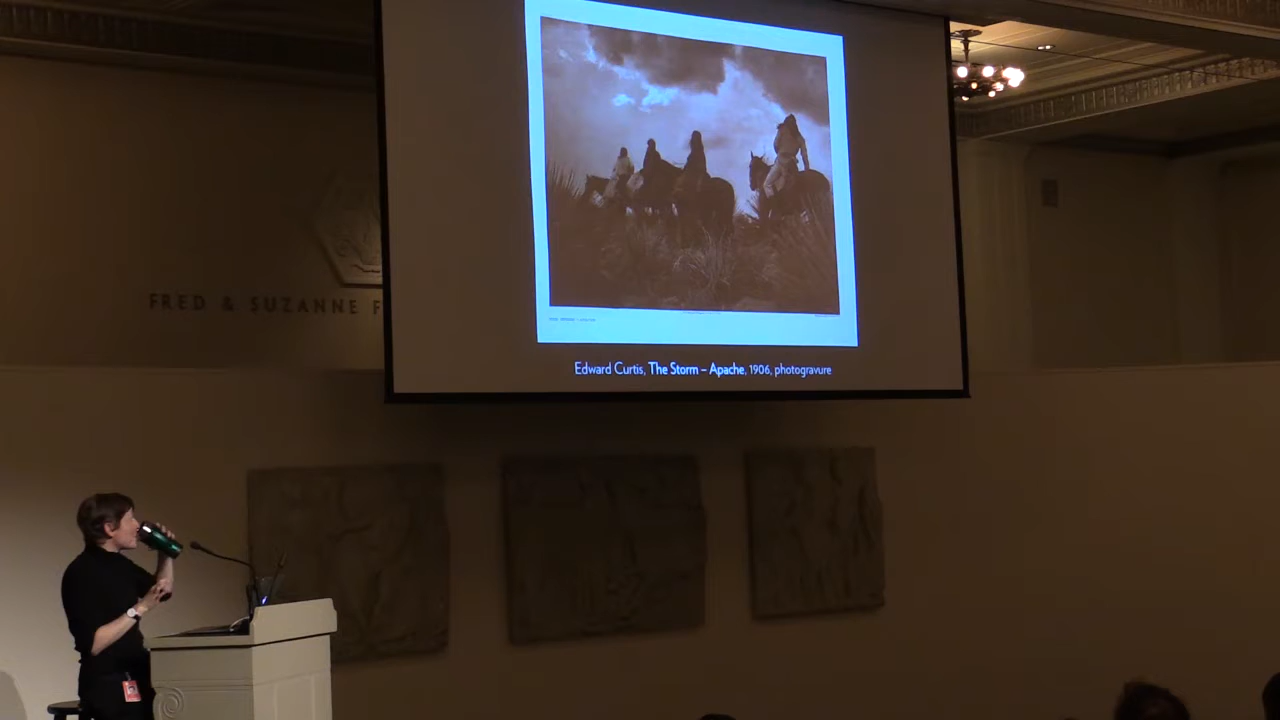 FRED & SUZANNE F
Edward Curtis, The Storm – Apache, 1906, photogravure